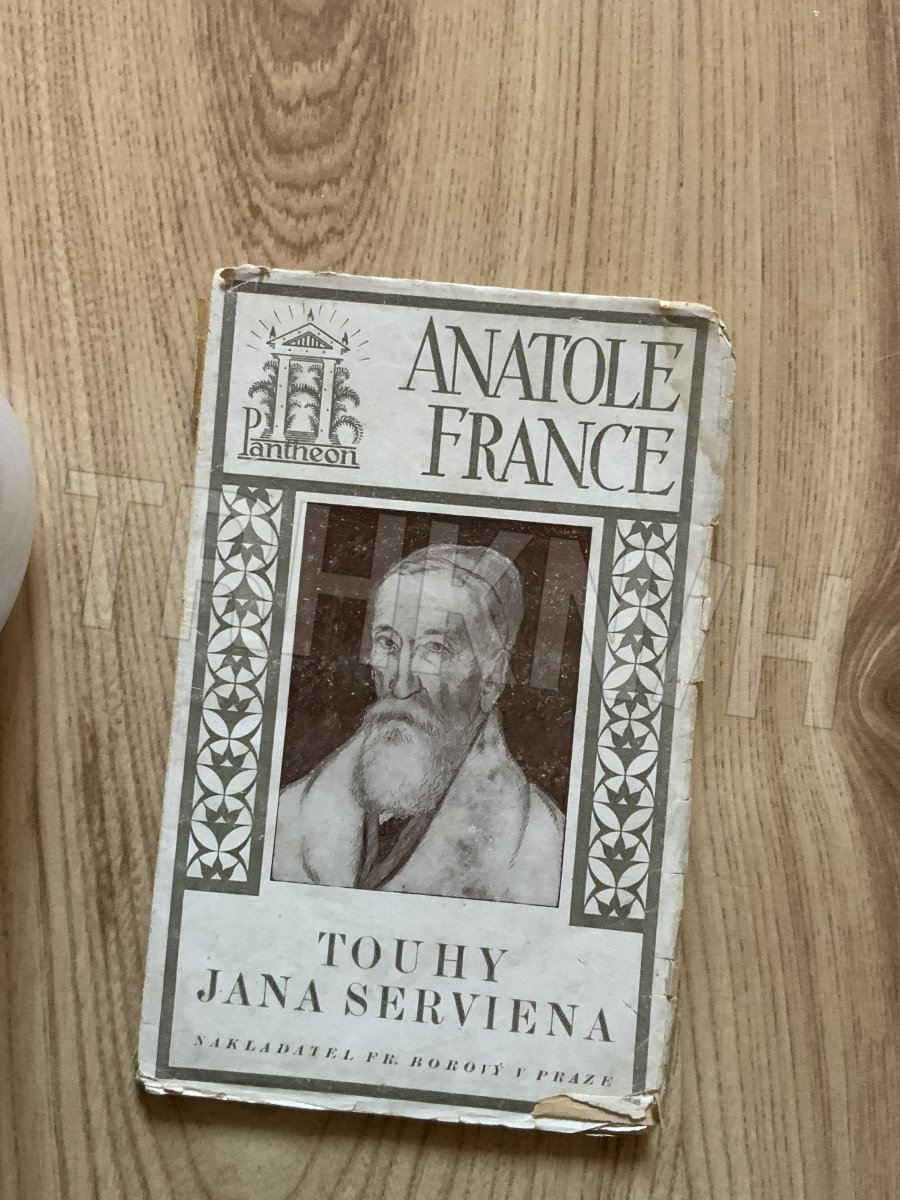 Pantheon
ANATOLE
FRANCE
TOUHY
JANA SERVIENA
NAKLADATEL FR. BOROVÝ V PRAZE